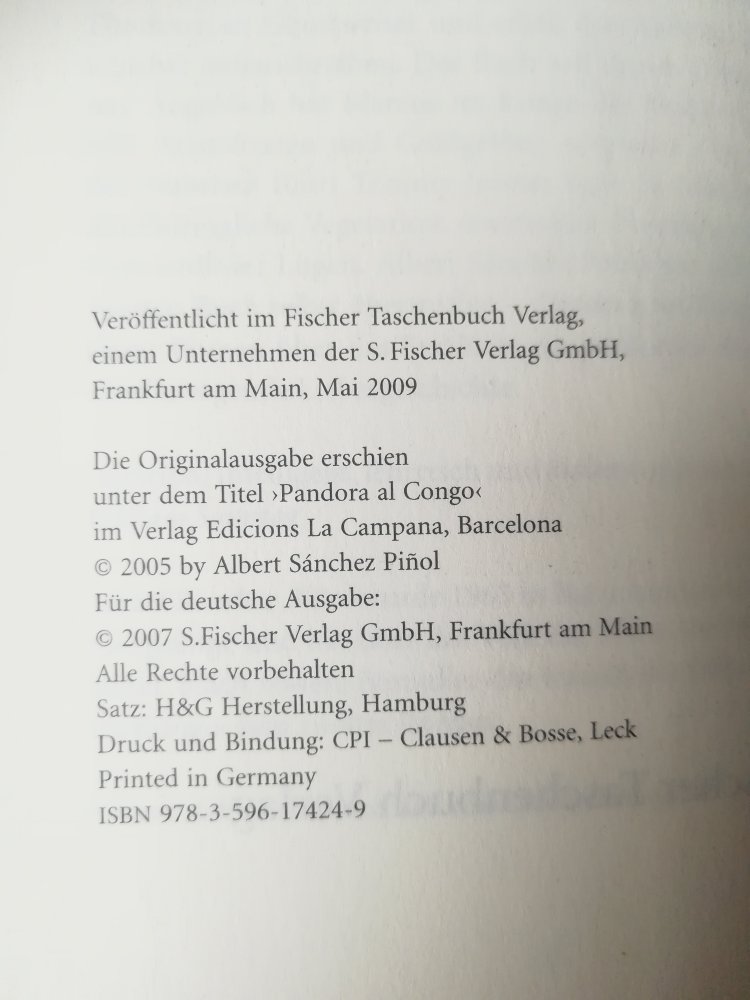 Veröffentlicht im Fischer Taschenbuch Verlag,
einem Unternehmen der S. Fischer Verlag GmbH,
Frankfurt am Main, Mai 2009
Die Originalausgabe erschien
unter dem Titel ›Pandora al Congo‹
im Verlag Edicions La Campana, Barcelona
© 2005 by Albert Sánchez Piñol
Für die deutsche Ausgabe:
© 2007 S.Fischer Verlag GmbH, Frankfurt am Main
Alle Rechte vorbehalten
Satz: H&G Herstellung, Hamburg
Druck und Bindung: CPI – Clausen & Bosse, Leck
Printed in Germany
ISBN 978-3-596-17424-9